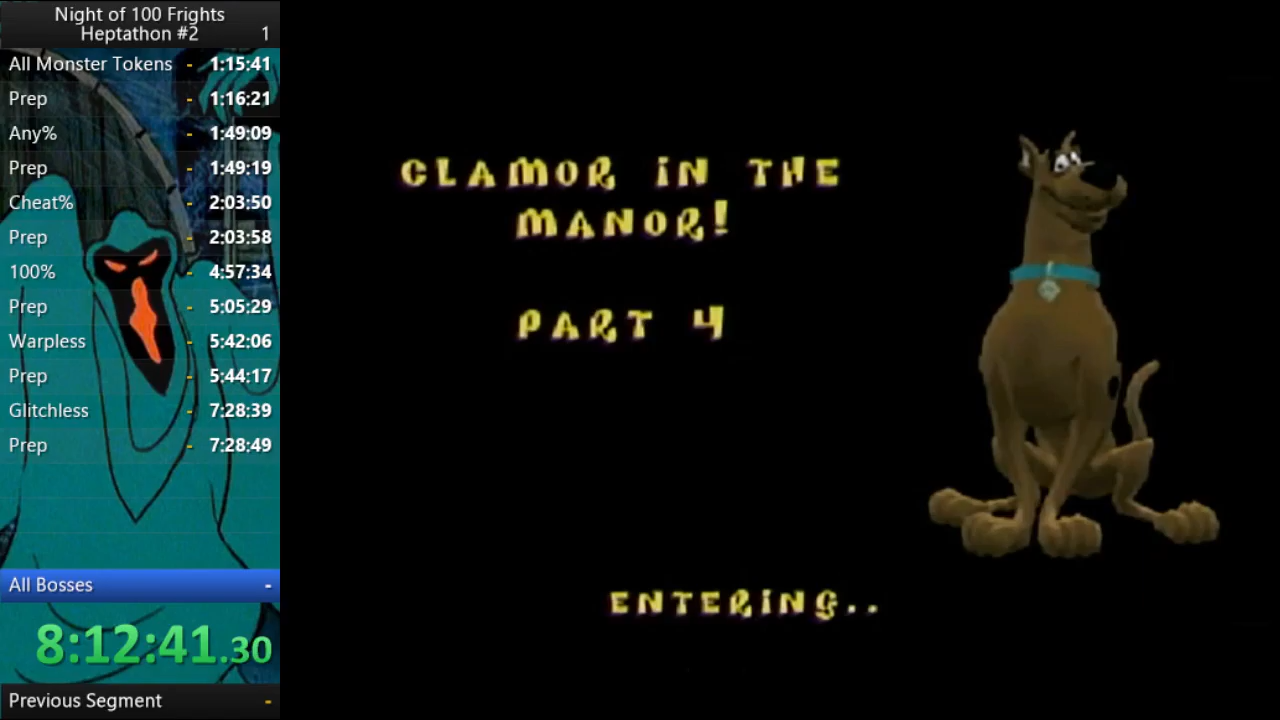 Night of 100 Frights
Heptathon #2 1
All Monster Tokens - 1:15:41
Prep - 1:16:21
Any% - 1:49:09
Prep - 1:49:19
Cheat% - 2:03:50
Prep - 2:03:58
100% - 4:57:34
Prep - 5:05:29
Warpless - 5:42:06
Prep - 5:44:17
Glitchless - 7:28:39
Prep - 7:28:49
All Bosses -
8:12:41.30
Previous Segment -
CLAMOR IN THE
MANOR!
PART 4
ENTERING..